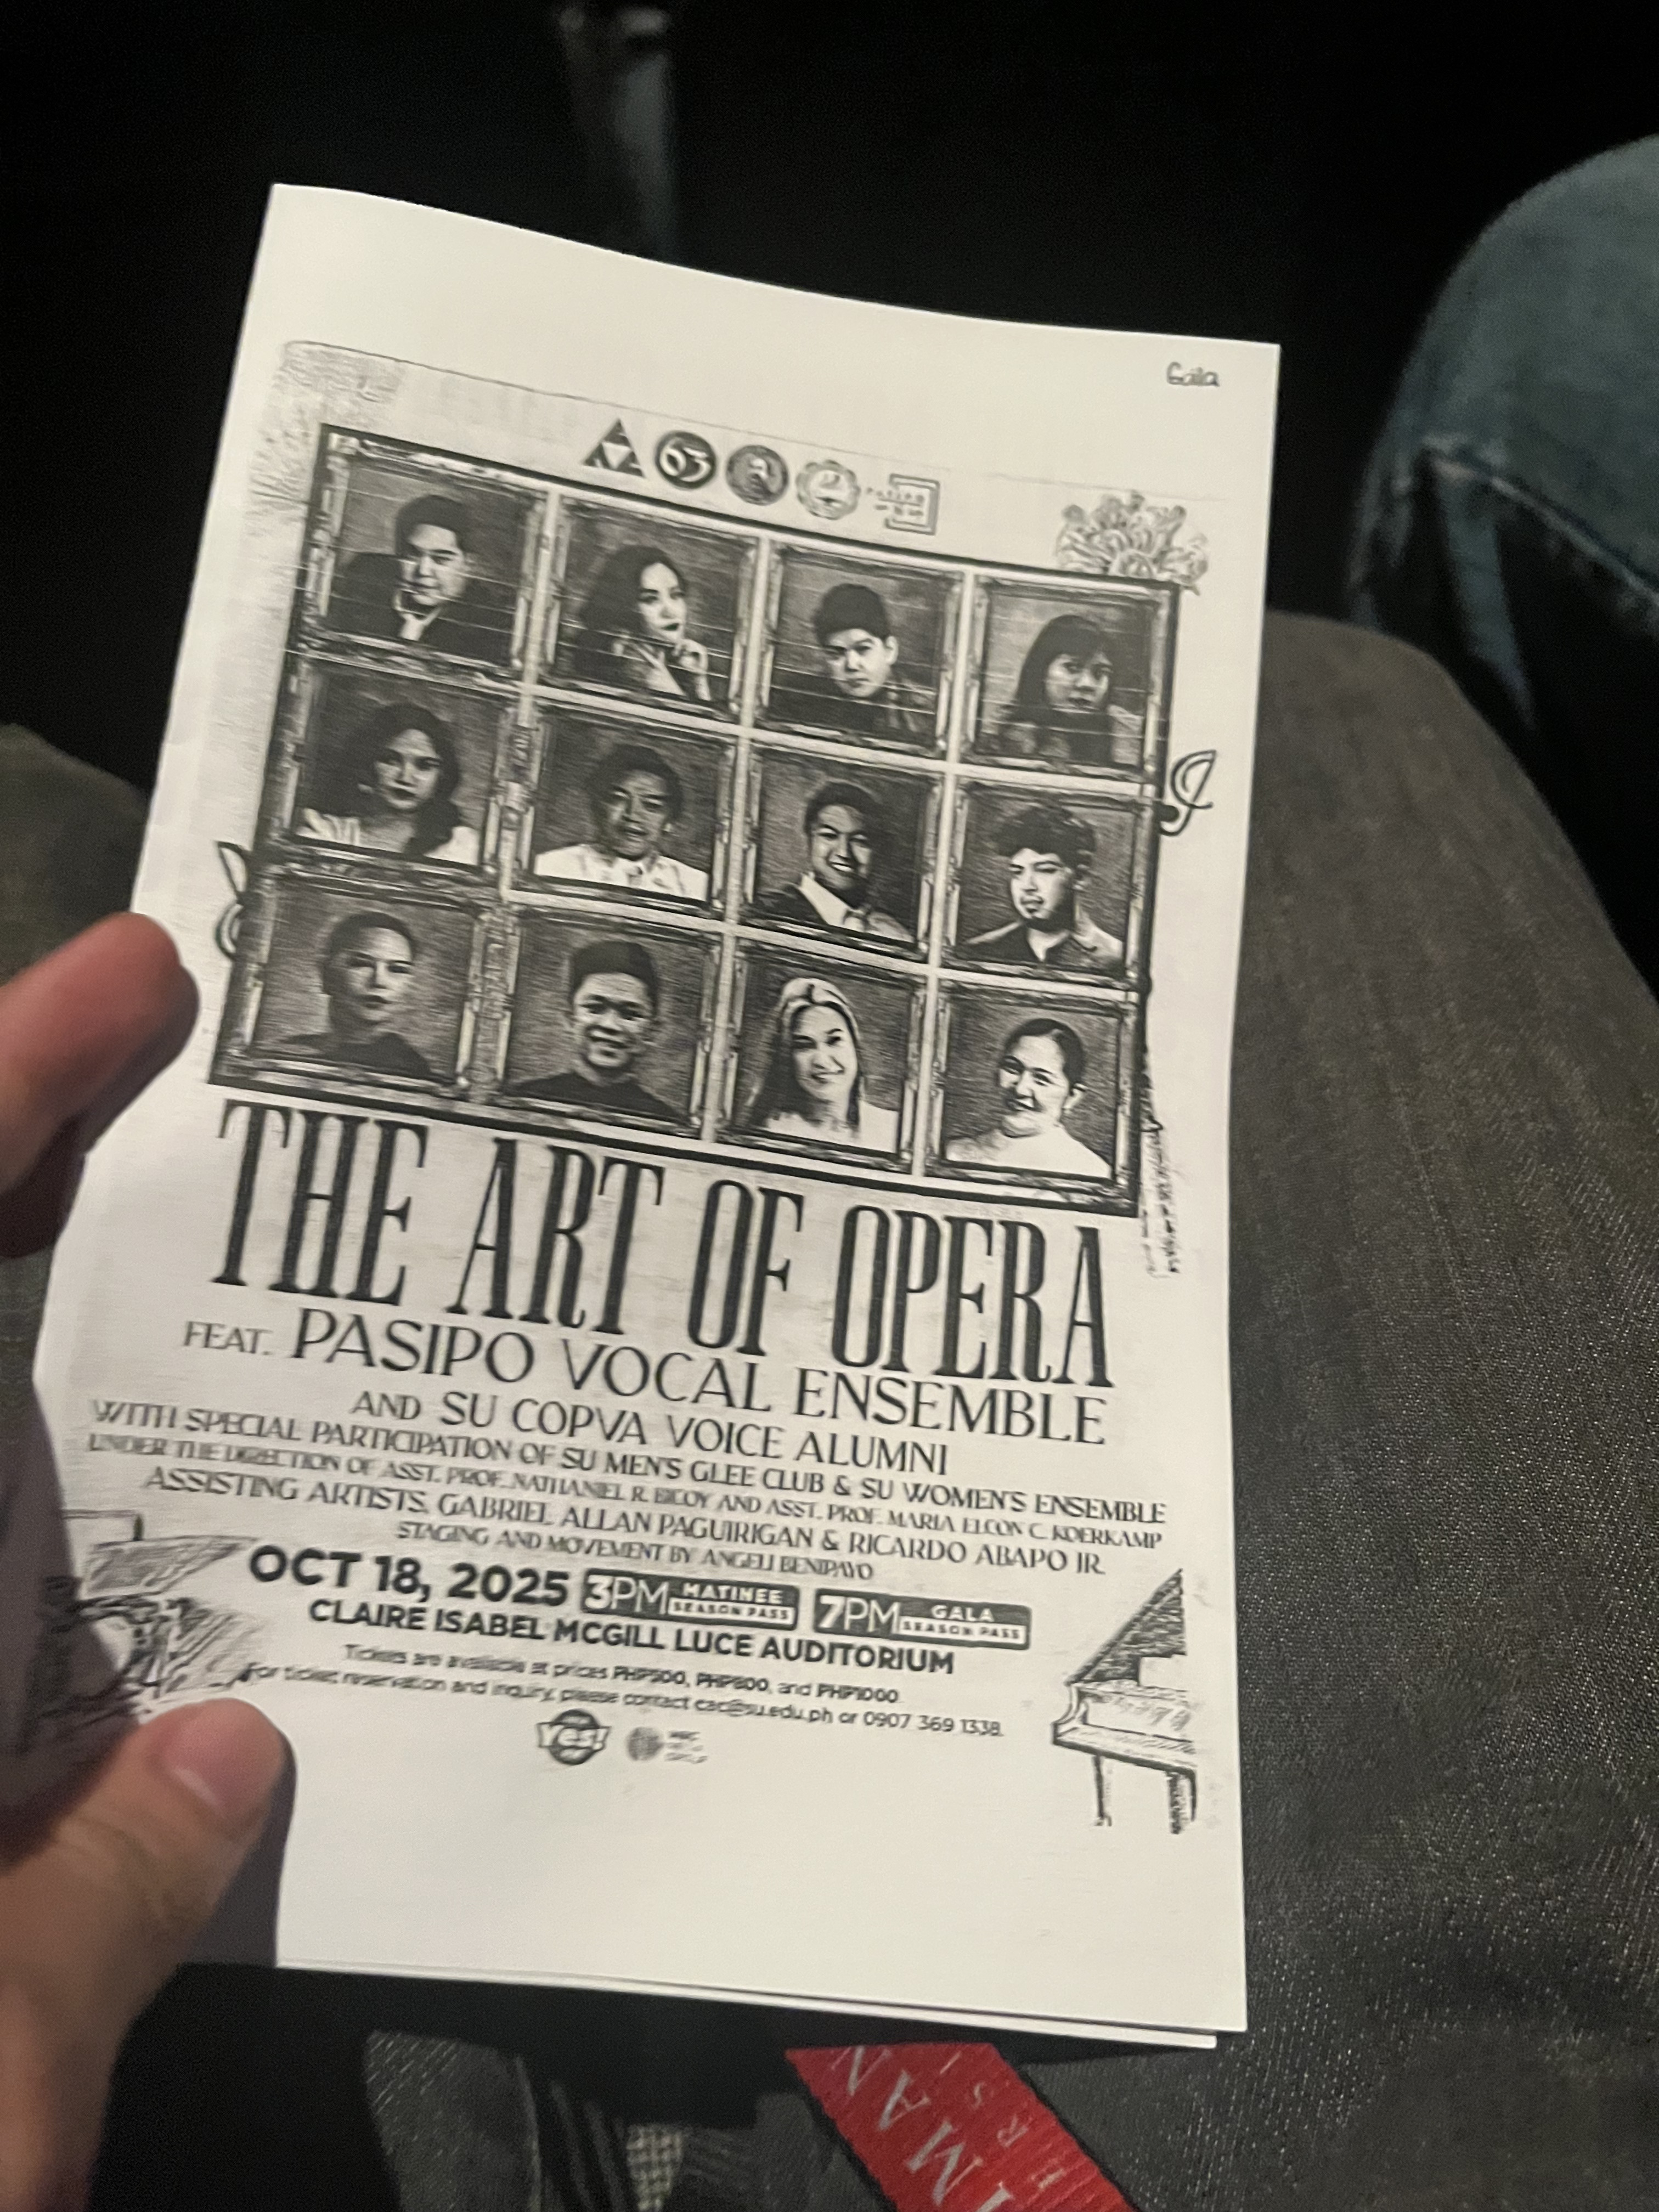 Gala
63
THE ART OF OPERA
FEAT. PASIPO VOCAL ENSEMBLE
AND SU COPVA VOICE ALUMNI
WITH SPECIAL PARTICIPATION OF SU MEN'S GLEE CLUB & SU WOMEN'S ENSEMBLE
UNDER THE DIRECTION OF ASST. PROF. NATHANIEL R. BICOY AND ASST. PROF. MARIA ELCON C. KOERKAMP
ASSISTING ARTISTS, GABRIEL ALLAN PAGUIRIGAN & RICARDO ABAPO JR.
STAGING AND MOVEMENT BY ANGELI BENIPAYO
OCT 18, 2025 3PM MATINEE SEASON PASS 7PM GALA SEASON PASS
CLAIRE ISABEL MCGILL LUCE AUDITORIUM
Tickets are available at prices PHP500, PHP800, and PHP1000.
For ticket reservation and inquiry, please contact cac@su.edu.ph or 0907 369 1338.
Yes!
IMAN
ERSI